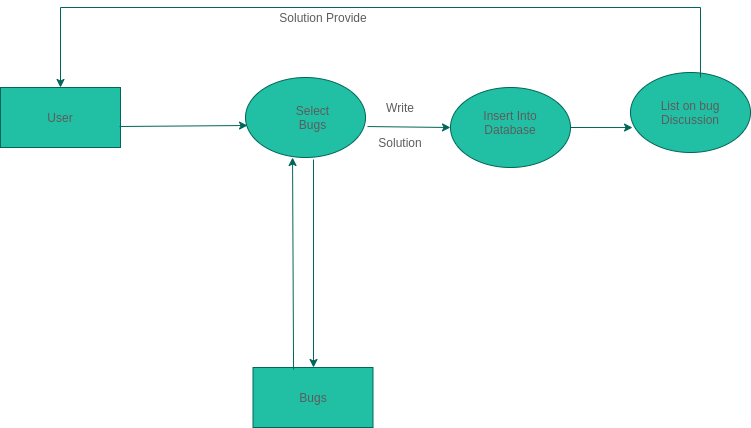 Solution Provide
User
Select
Bugs
Write
Solution
Insert Into
Database
List on bug
Discussion
Bugs